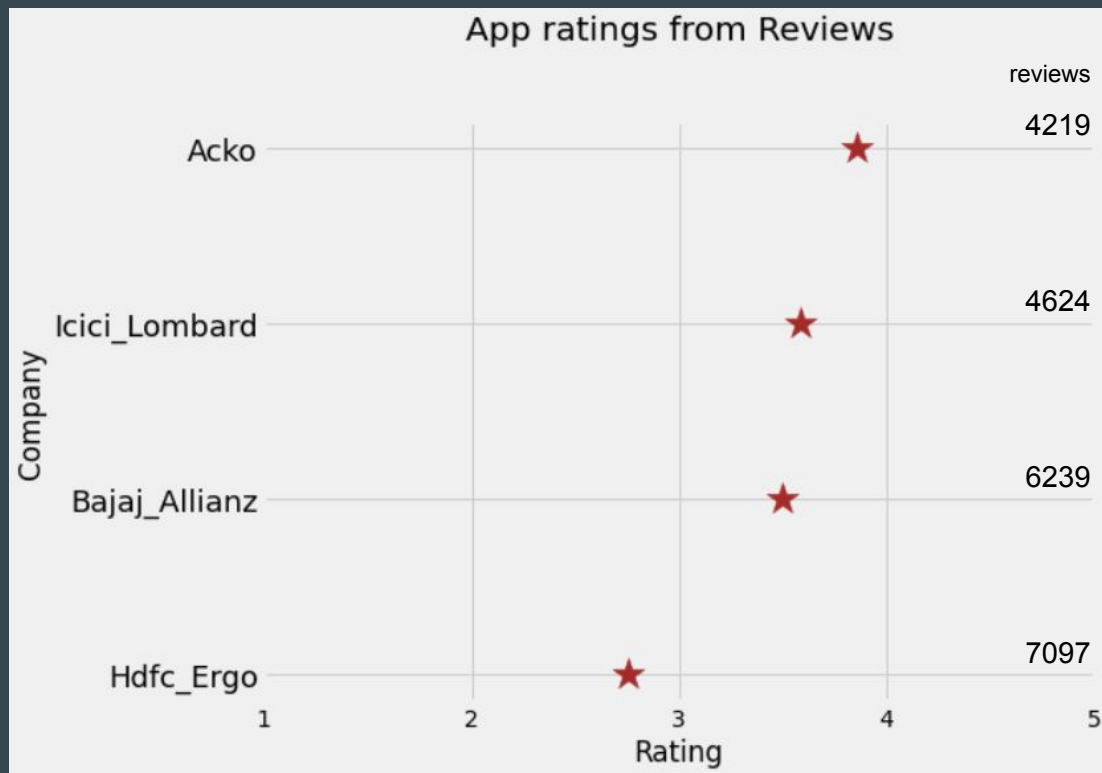 App ratings from Reviews
reviews
Acko 4219
Icici_Lombard 4624
Company
Bajaj_Allianz 6239
Hdfc_Ergo 7097
1 2 3 4 5
Rating